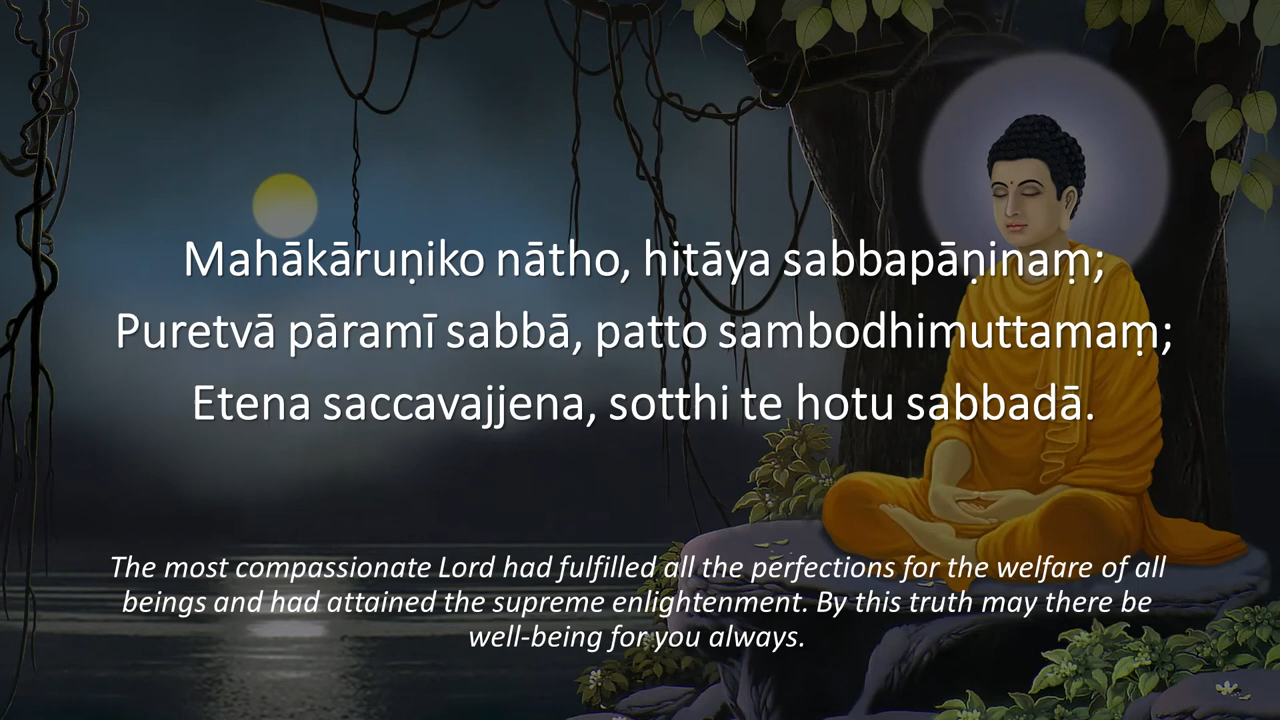 Mahākāruṇiko nātho, hitāya sabbapāṇinaṃ;
Puretvā pāramī sabbā, patto sambodhimuttamaṃ;
Etena saccavajjena, sotthi te hotu sabbadā.
The most compassionate Lord had fulfilled all the perfections for the welfare of all
beings and had attained the supreme enlightenment. By this truth may there be
well-being for you always.